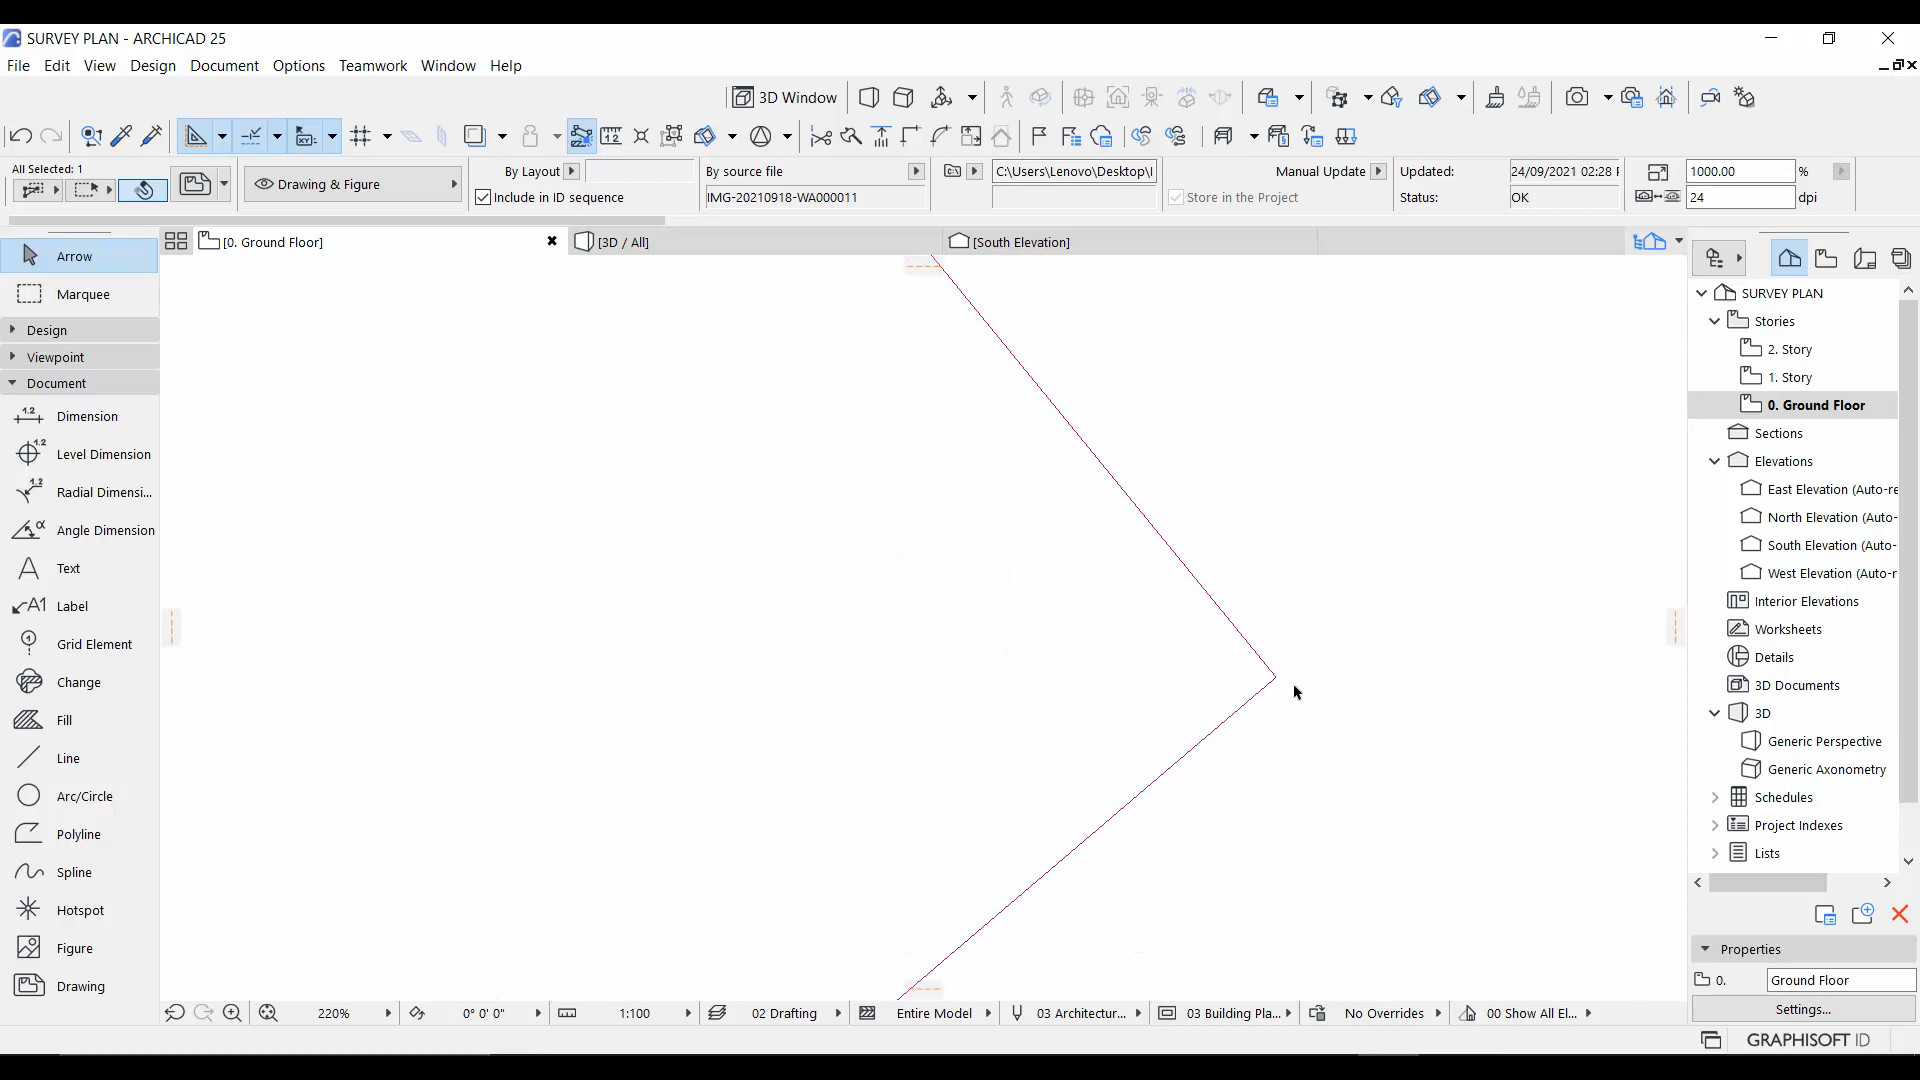 SURVEY PLAN - ARCHICAD 25
File Edit View Design Document Options Teamwork Window Help
3D Window
All Selected: 1
Drawing & Figure
By Layout
Include in ID sequence
By source file
IMG-20210918-WA000011
C:\Users\Lenovo\Desktop\I
Manual Update
Store in the Project
Updated: 24/09/2021 02:28 F
Status: OK
1000.00 %
24 dpi
[0. Ground Floor]
[3D / All]
[South Elevation]
Arrow
Marquee
Design
Viewpoint
Document
Dimension
Level Dimension
Radial Dimensi...
Angle Dimension
Text
Label
Grid Element
Change
Fill
Line
Arc/Circle
Polyline
Spline
Hotspot
Figure
Drawing
SURVEY PLAN
Stories
2. Story
1. Story
0. Ground Floor
Sections
Elevations
East Elevation (Auto-re
North Elevation (Auto-
South Elevation (Auto-
West Elevation (Auto-r
Interior Elevations
Worksheets
Details
3D Documents
3D
Generic Perspective
Generic Axonometry
Schedules
Project Indexes
Lists
Properties
0. Ground Floor
Settings...
220% 0° 0' 0" 1:100 02 Drafting Entire Model 03 Architectur... 03 Building Pla... No Overrides 00 Show All El...
GRAPHISOFT ID